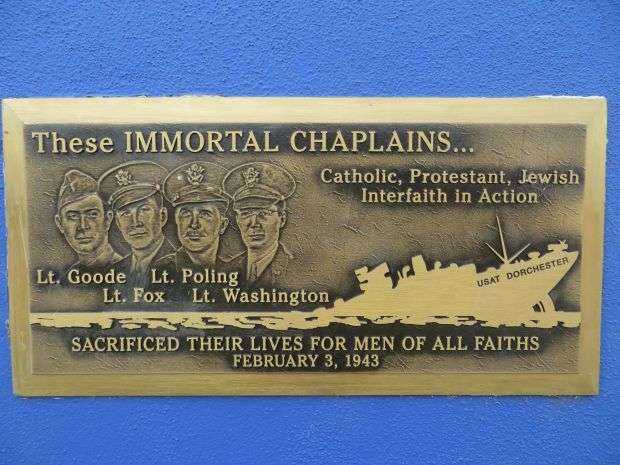 These IMMORTAL CHAPLAINS...
Catholic, Protestant, Jewish
Interfaith in Action
Lt. Goode Lt. Poling
Lt. Fox Lt. Washington
USAT DORCHESTER
SACRIFICED THEIR LIVES FOR MEN OF ALL FAITHS
FEBRUARY 3, 1943